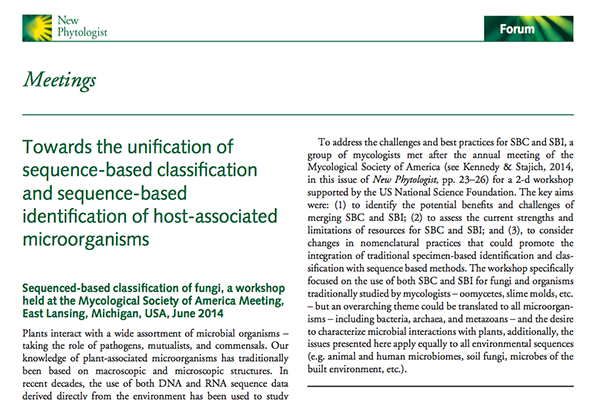 New
Phytologist
Forum
Meetings
Towards the unification of
sequence-based classification
and sequence-based
identification of host-associated
microorganisms
Sequenced-based classification of fungi, a workshop
held at the Mycological Society of America Meeting,
East Lansing, Michigan, USA, June 2014
Plants interact with a wide assortment of microbial organisms –
taking the role of pathogens, mutualists, and commensals. Our
knowledge of plant-associated microorganisms has traditionally
been based on macroscopic and microscopic structures. In
recent decades, the use of both DNA and RNA sequence data
derived directly from the environment has been used to study
To address the challenges and best practices for SBC and SBI, a
group of mycologists met after the annual meeting of the
Mycological Society of America (see Kennedy & Stajich, 2014,
in this issue of New Phytologist, pp. 23–26) for a 2-d workshop
supported by the US National Science Foundation. The key aims
were: (1) to identify the potential benefits and challenges of
merging SBC and SBI; (2) to assess the current strengths and
limitations of resources for SBC and SBI; and (3), to consider
changes in nomenclatural practices that could promote the
integration of traditional specimen-based identification and clas-
sification with sequence based methods. The workshop specifically
focused on the use of both SBC and SBI for fungi and organisms
traditionally studied by mycologists – oomycetes, slime molds, etc.
– but an overarching theme could be translated to all microorgan-
isms – including bacteria, archaea, and metazoans – and the desire
to characterize microbial interactions with plants, additionally, the
issues presented here apply equally to all environmental sequences
(e.g. animal and human microbiomes, soil fungi, microbes of the
built environment, etc.).